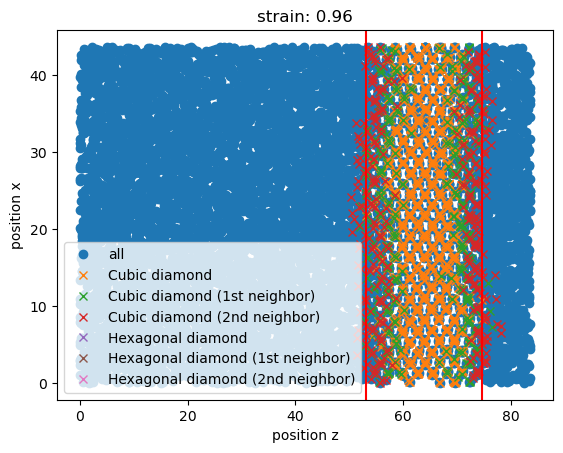 strain: 0.96
position x
40
30
20
10
0
all
Cubic diamond
Cubic diamond (1st neighbor)
Cubic diamond (2nd neighbor)
Hexagonal diamond
Hexagonal diamond (1st neighbor)
Hexagonal diamond (2nd neighbor)
0 20 40 60 80
position z